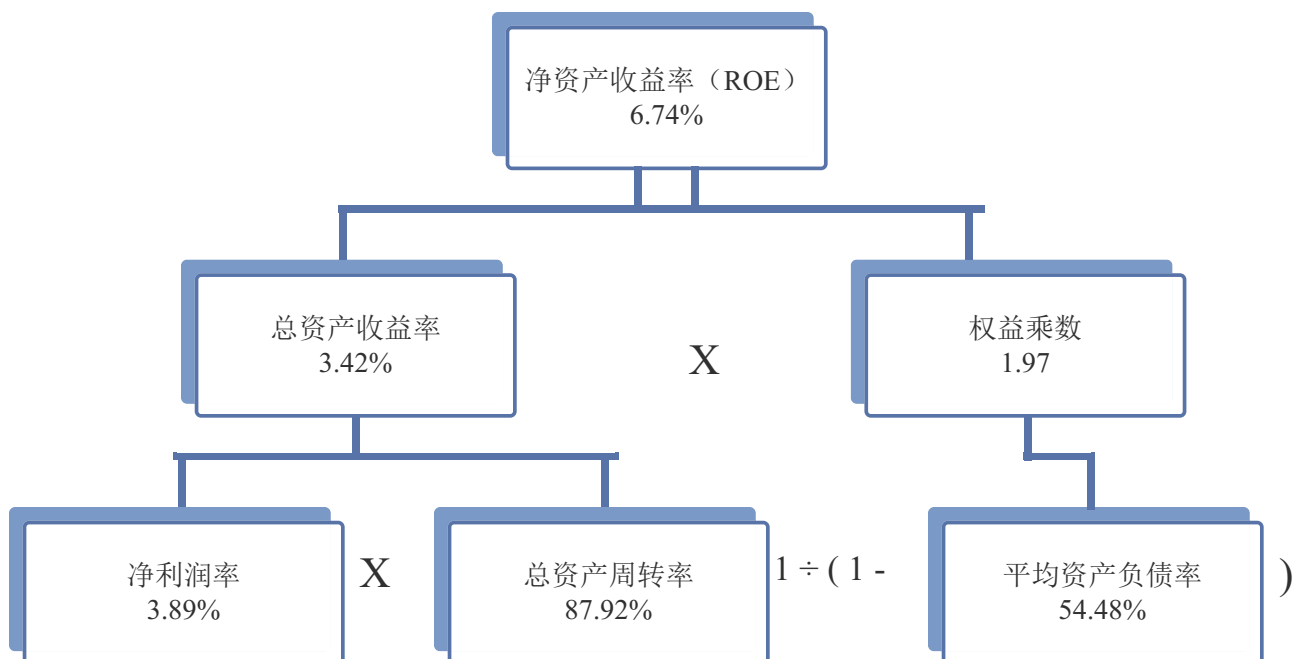 净资产收益率（ROE）
6.74%
总资产收益率
3.42%
X
权益乘数
1.97
净利润率
3.89%
X
总资产周转率
87.92%
1 ÷ ( 1 -
平均资产负债率
54.48%
)